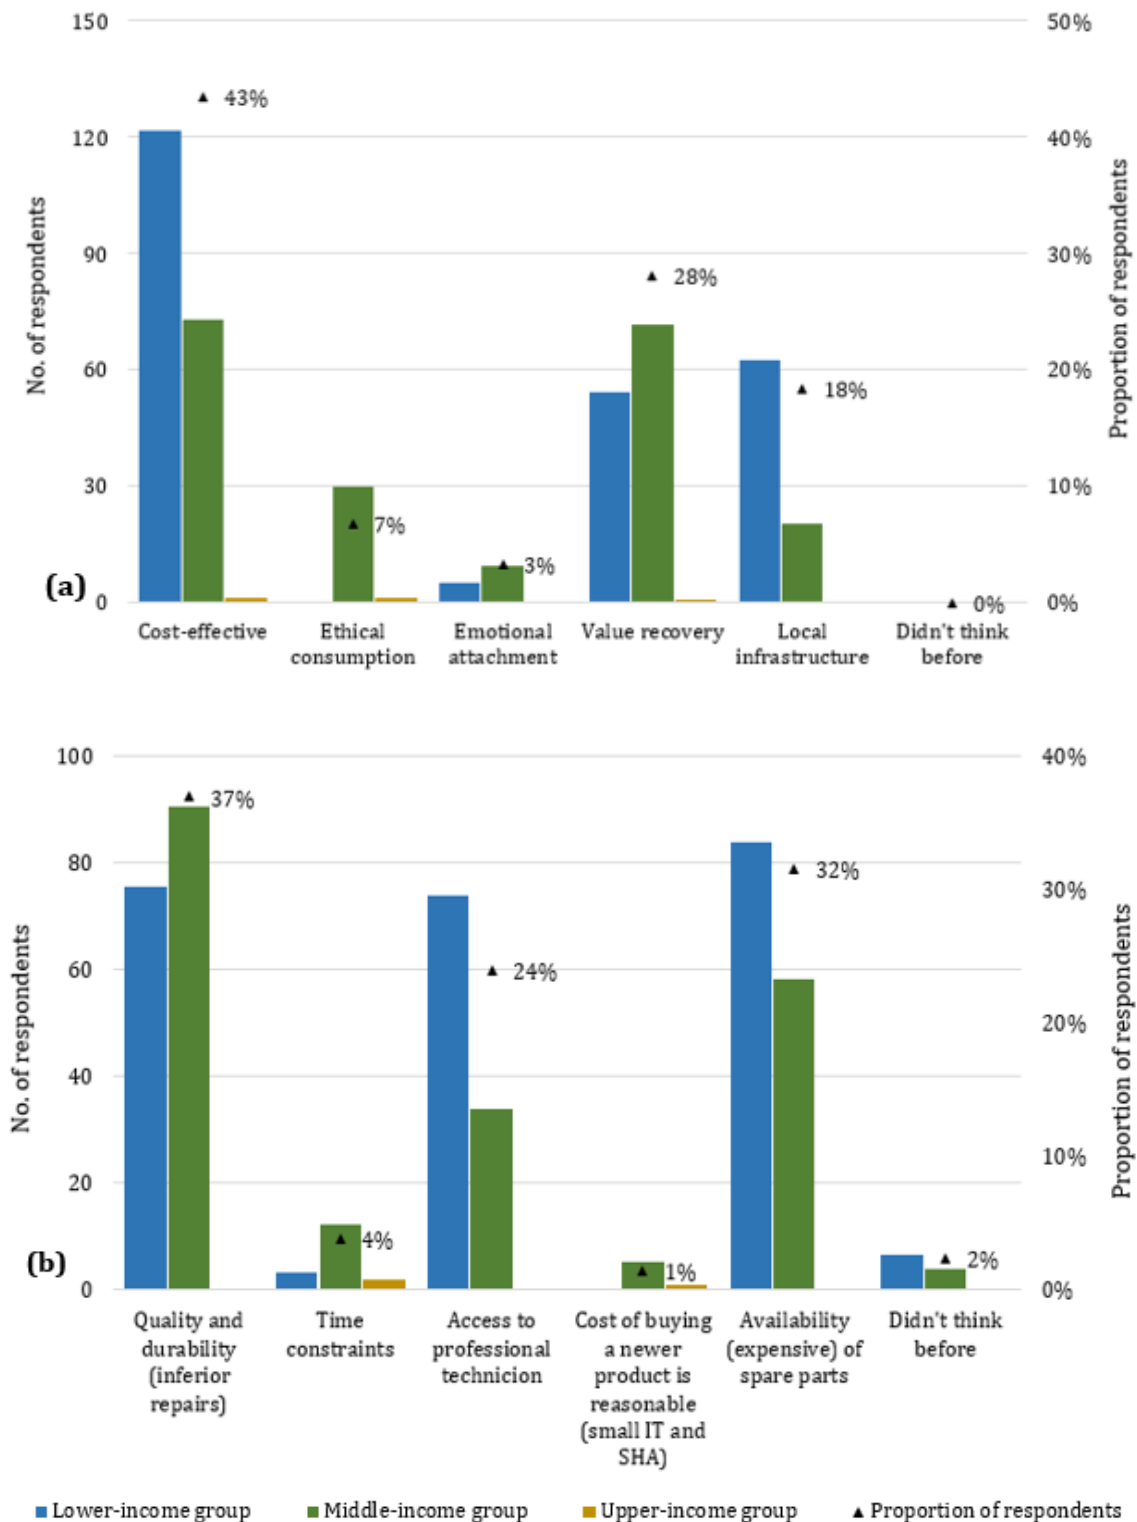 150
120
90
60
30
0
No. of respondents
50%
40%
30%
20%
10%
0%
Proportion of respondents
43%
7%
3%
28%
18%
0%
(a)
Cost-effective
Ethical
consumption
Emotional
attachment
Value recovery
Local
infrastructure
Didn't think
before
100
80
60
40
20
0
No. of respondents
40%
30%
20%
10%
0%
Proportion of respondents
37%
4%
24%
1%
32%
2%
(b)
Quality and
durability
(inferior
repairs)
Time
constraints
Access to
professional
technicion
Cost of buying
a newer
product is
reasonable
(small IT and
SHA)
Availability
(expensive) of
spare parts
Didn't think
before
Lower-income group
Middle-income group
Upper-income group
Proportion of respondents